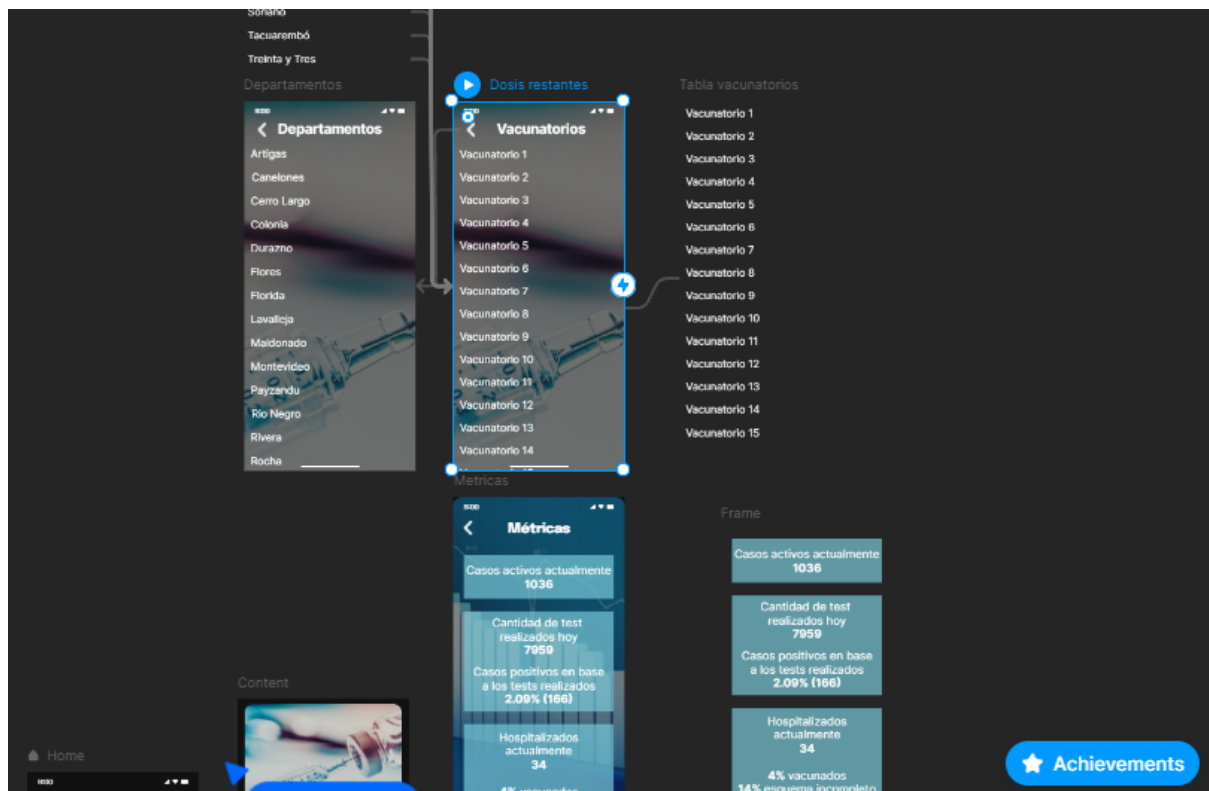 Soriano
Tacuarembó
Treinta y Tres
Departamentos
Dosis restantes
Tabla vacunatorios
Departamentos
Artigas
Canelones
Cerro Largo
Colonia
Durazno
Flores
Florida
Lavalleja
Maldonado
Montevideo
Payzandu
Rio Negro
Rivera
Rocha
Vacunatorios
Vacunatorio 1
Vacunatorio 2
Vacunatorio 3
Vacunatorio 4
Vacunatorio 5
Vacunatorio 6
Vacunatorio 7
Vacunatorio 8
Vacunatorio 9
Vacunatorio 10
Vacunatorio 11
Vacunatorio 12
Vacunatorio 13
Vacunatorio 14
Vacunatorio 1
Vacunatorio 2
Vacunatorio 3
Vacunatorio 4
Vacunatorio 5
Vacunatorio 6
Vacunatorio 7
Vacunatorio 8
Vacunatorio 9
Vacunatorio 10
Vacunatorio 11
Vacunatorio 12
Vacunatorio 13
Vacunatorio 14
Vacunatorio 15
Metricas
Métricas
Casos activos actualmente
1036
Cantidad de test
realizados hoy
7959
Casos positivos en base
a los tests realizados
2.09% (166)
Hospitalizados
actualmente
34
4% vacunados
Frame
Casos activos actualmente
1036
Cantidad de test
realizados hoy
7959
Casos positivos en base
a los tests realizados
2.09% (166)
Hospitalizados
actualmente
34
4% vacunados
14% esquema incompleto
Content
Home
Achievements